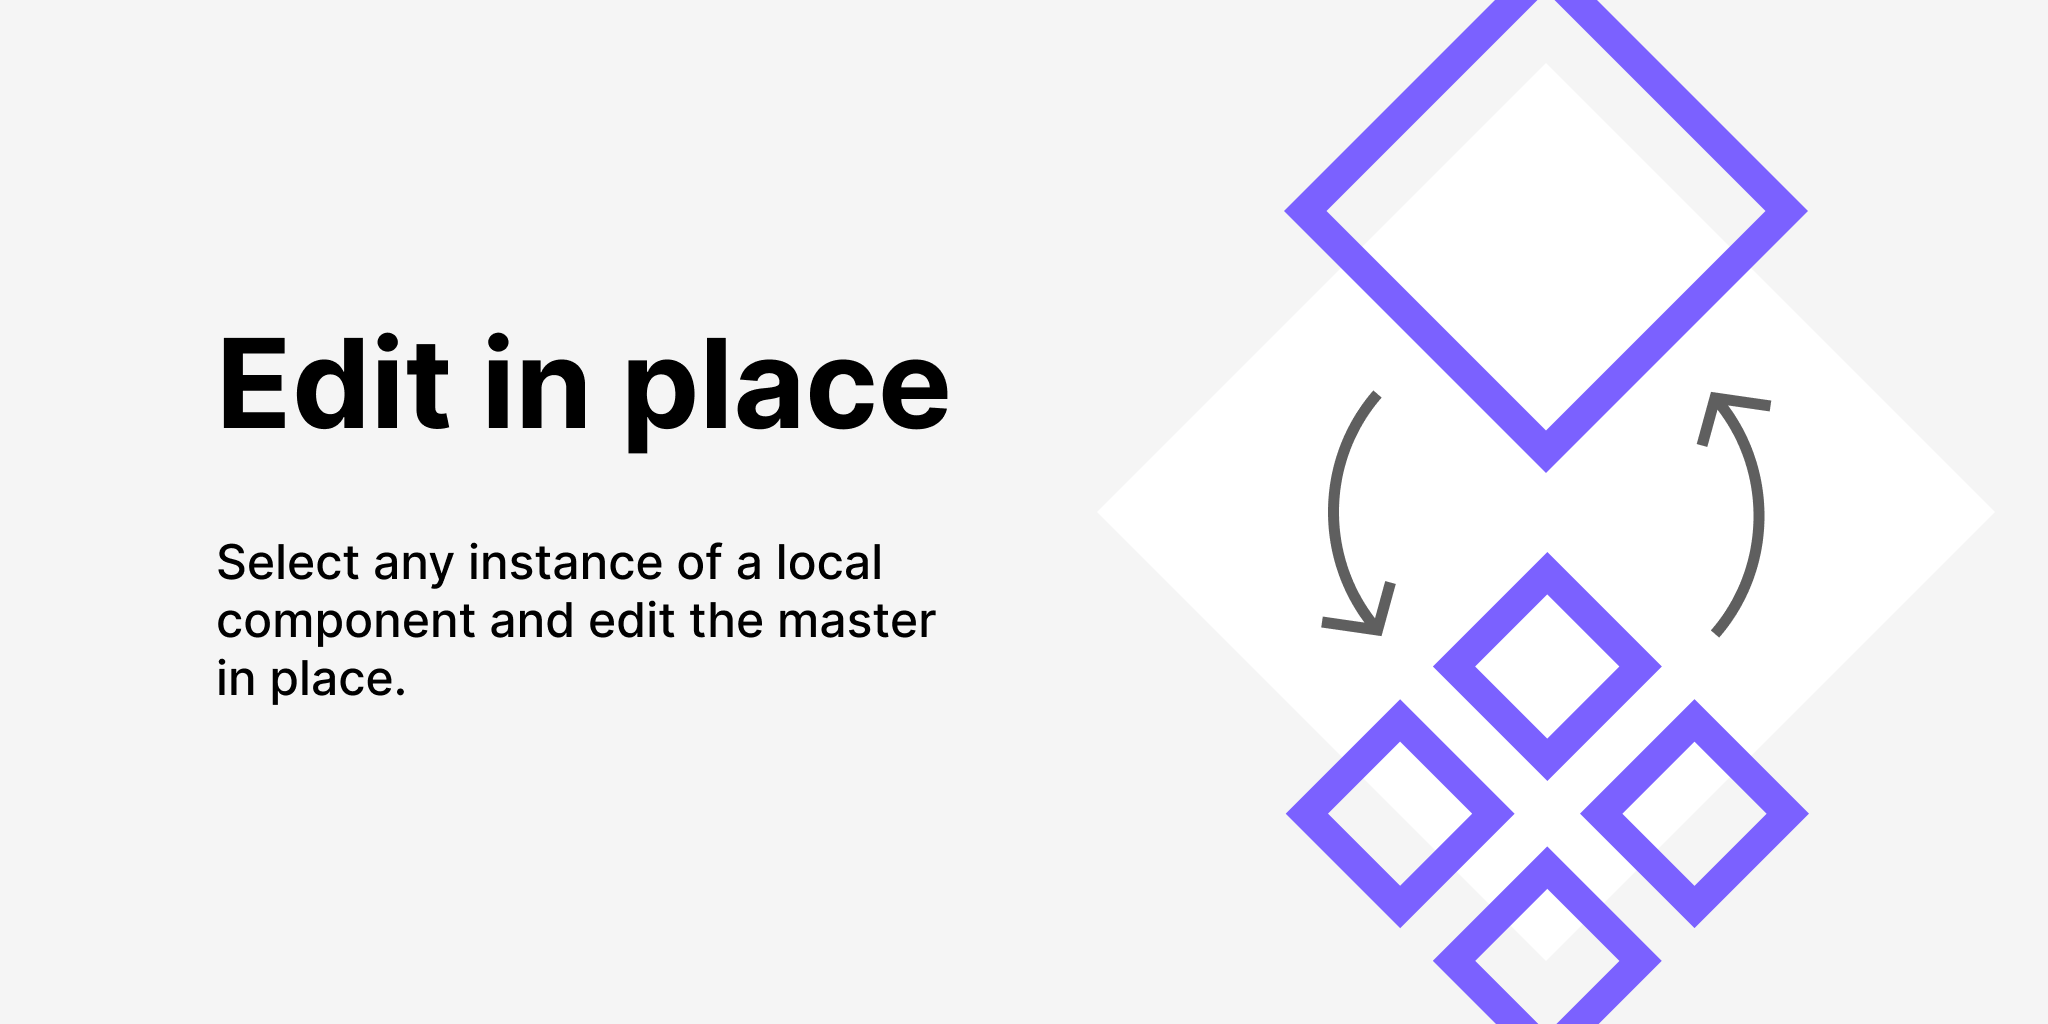 Edit in place
Select any instance of a local
component and edit the master
in place.